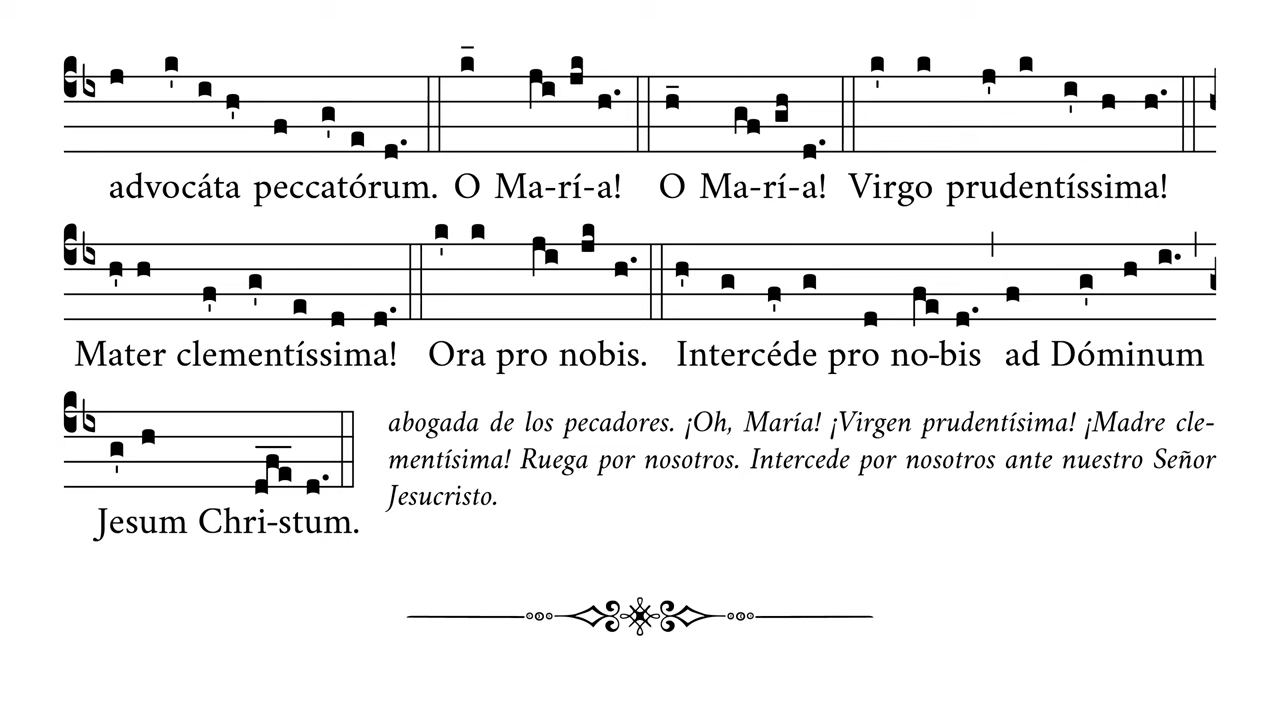 advocáta peccatórum. O Ma-rí-a! O Ma-rí-a! Virgo prudentíssima!
Mater clementíssima! Ora pro nobis. Intercéde pro no-bis ad Dóminum
Jesum Chri-stum.
abogada de los pecadores. ¡Oh, María! ¡Virgen prudentísima! ¡Madre cle-
mentísima! Ruega por nosotros. Intercede por nosotros ante nuestro Señor
Jesucristo.